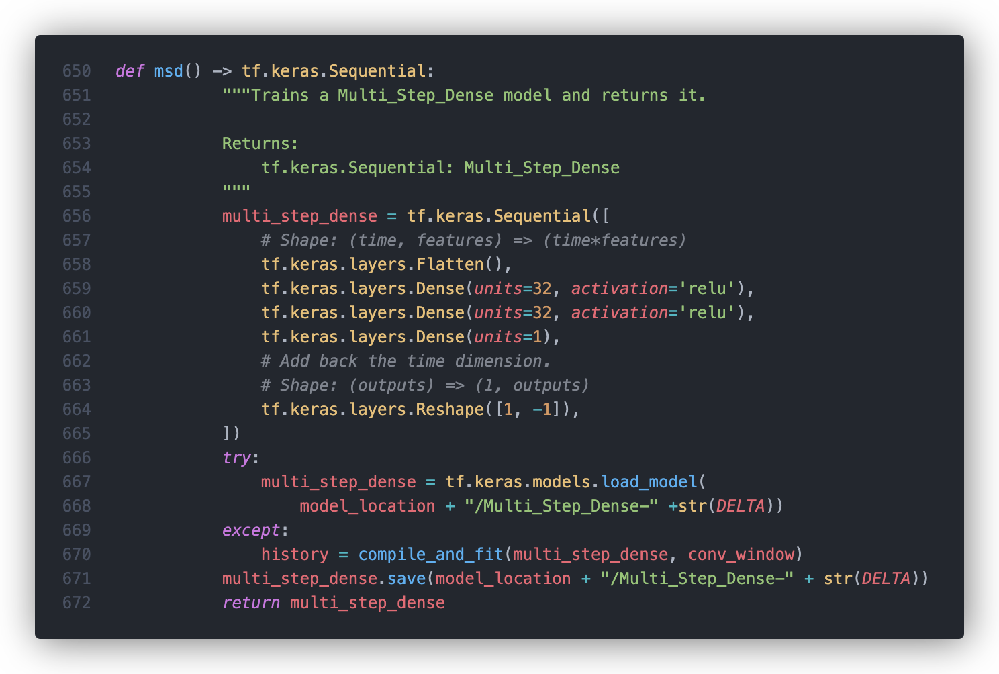 650 def msd() -> tf.keras.Sequential:
651 """Trains a Multi_Step_Dense model and returns it.
652
653 Returns:
654 tf.keras.Sequential: Multi_Step_Dense
655 """
656 multi_step_dense = tf.keras.Sequential([
657 # Shape: (time, features) => (time*features)
658 tf.keras.layers.Flatten(),
659 tf.keras.layers.Dense(units=32, activation='relu'),
660 tf.keras.layers.Dense(units=32, activation='relu'),
661 tf.keras.layers.Dense(units=1),
662 # Add back the time dimension.
663 # Shape: (outputs) => (1, outputs)
664 tf.keras.layers.Reshape([1, -1]),
665 ])
666 try:
667 multi_step_dense = tf.keras.models.load_model(
668 model_location + "/Multi_Step_Dense-" +str(DELTA))
669 except:
670 history = compile_and_fit(multi_step_dense, conv_window)
671 multi_step_dense.save(model_location + "/Multi_Step_Dense-" + str(DELTA))
672 return multi_step_dense